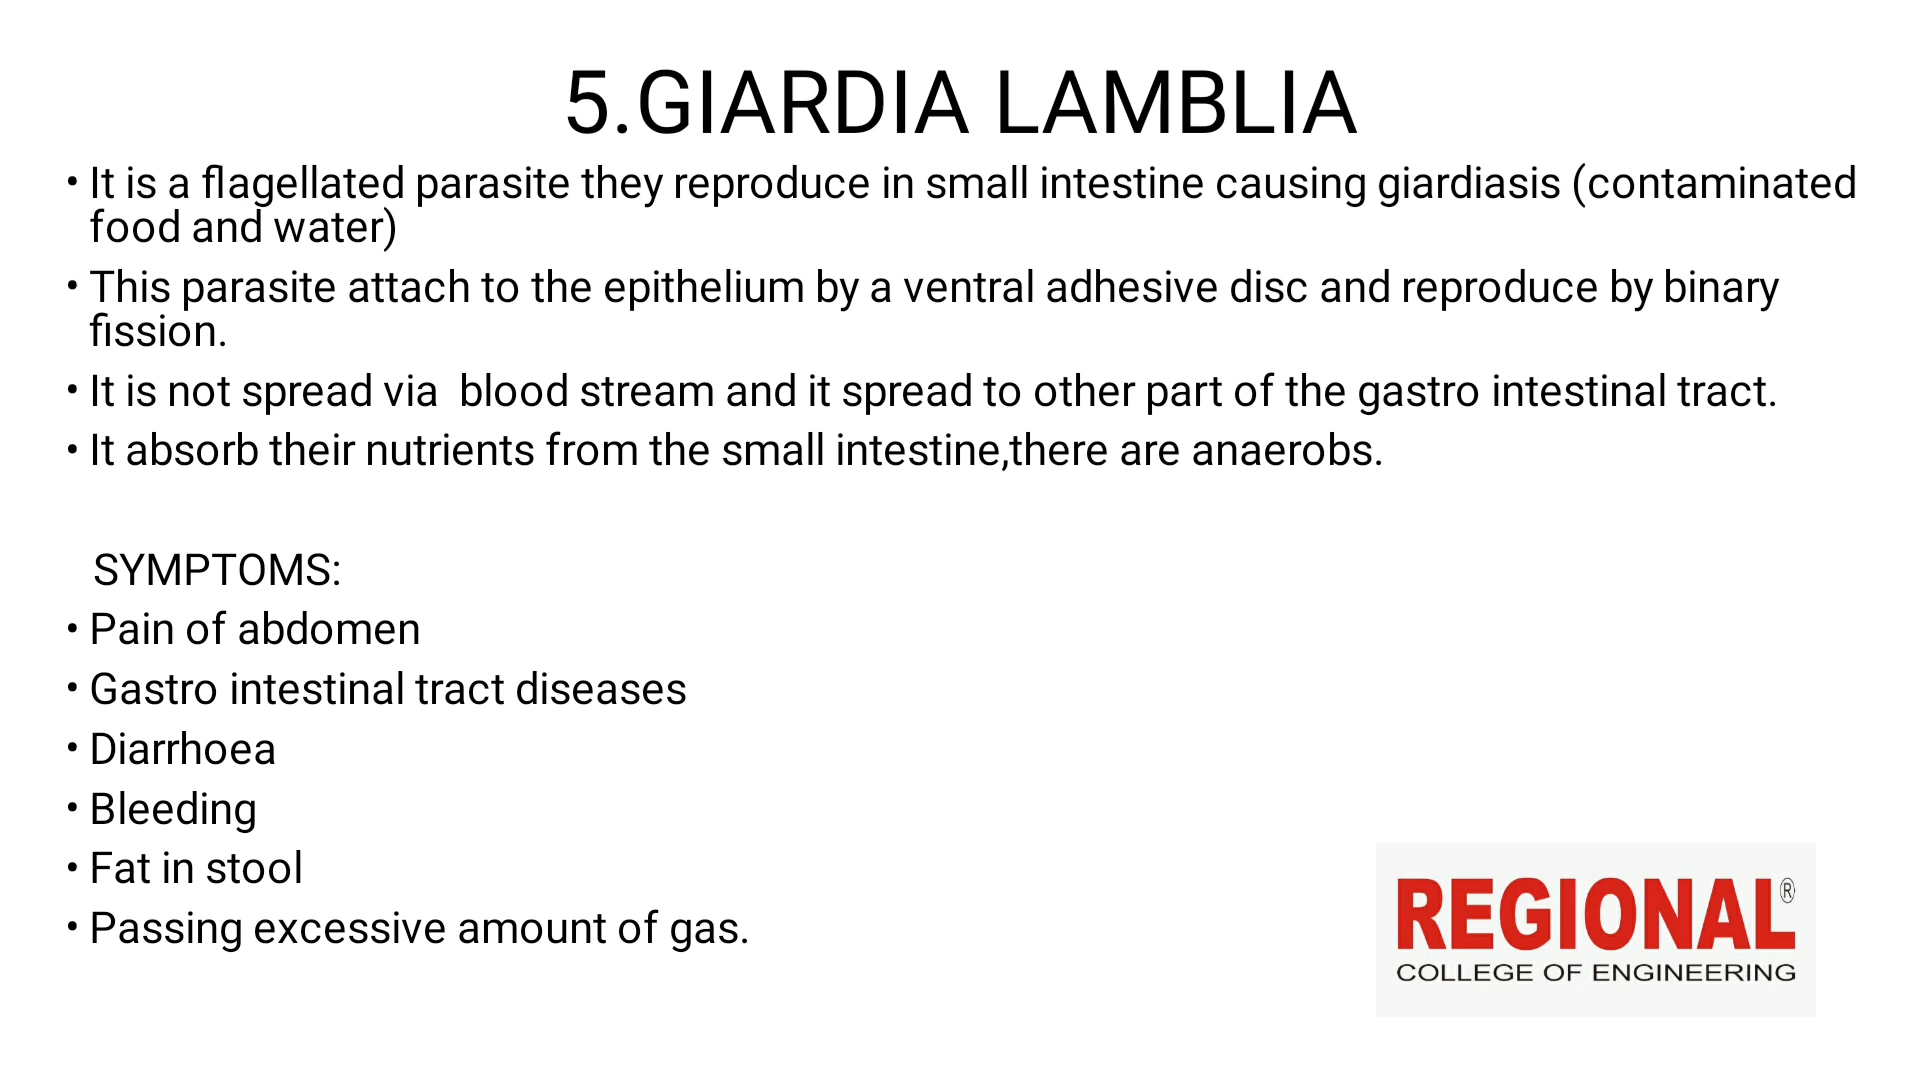 5.GIARDIA LAMBLIA
• It is a flagellated parasite they reproduce in small intestine causing giardiasis (contaminated
food and water)
• This parasite attach to the epithelium by a ventral adhesive disc and reproduce by binary
fission.
• It is not spread via  blood stream and it spread to other part of the gastro intestinal tract.
• It absorb their nutrients from the small intestine,there are anaerobs.
SYMPTOMS:
• Pain of abdomen
• Gastro intestinal tract diseases
• Diarrhoea
• Bleeding
• Fat in stool
• Passing excessive amount of gas.
REGIONAL®
COLLEGE OF ENGINEERING